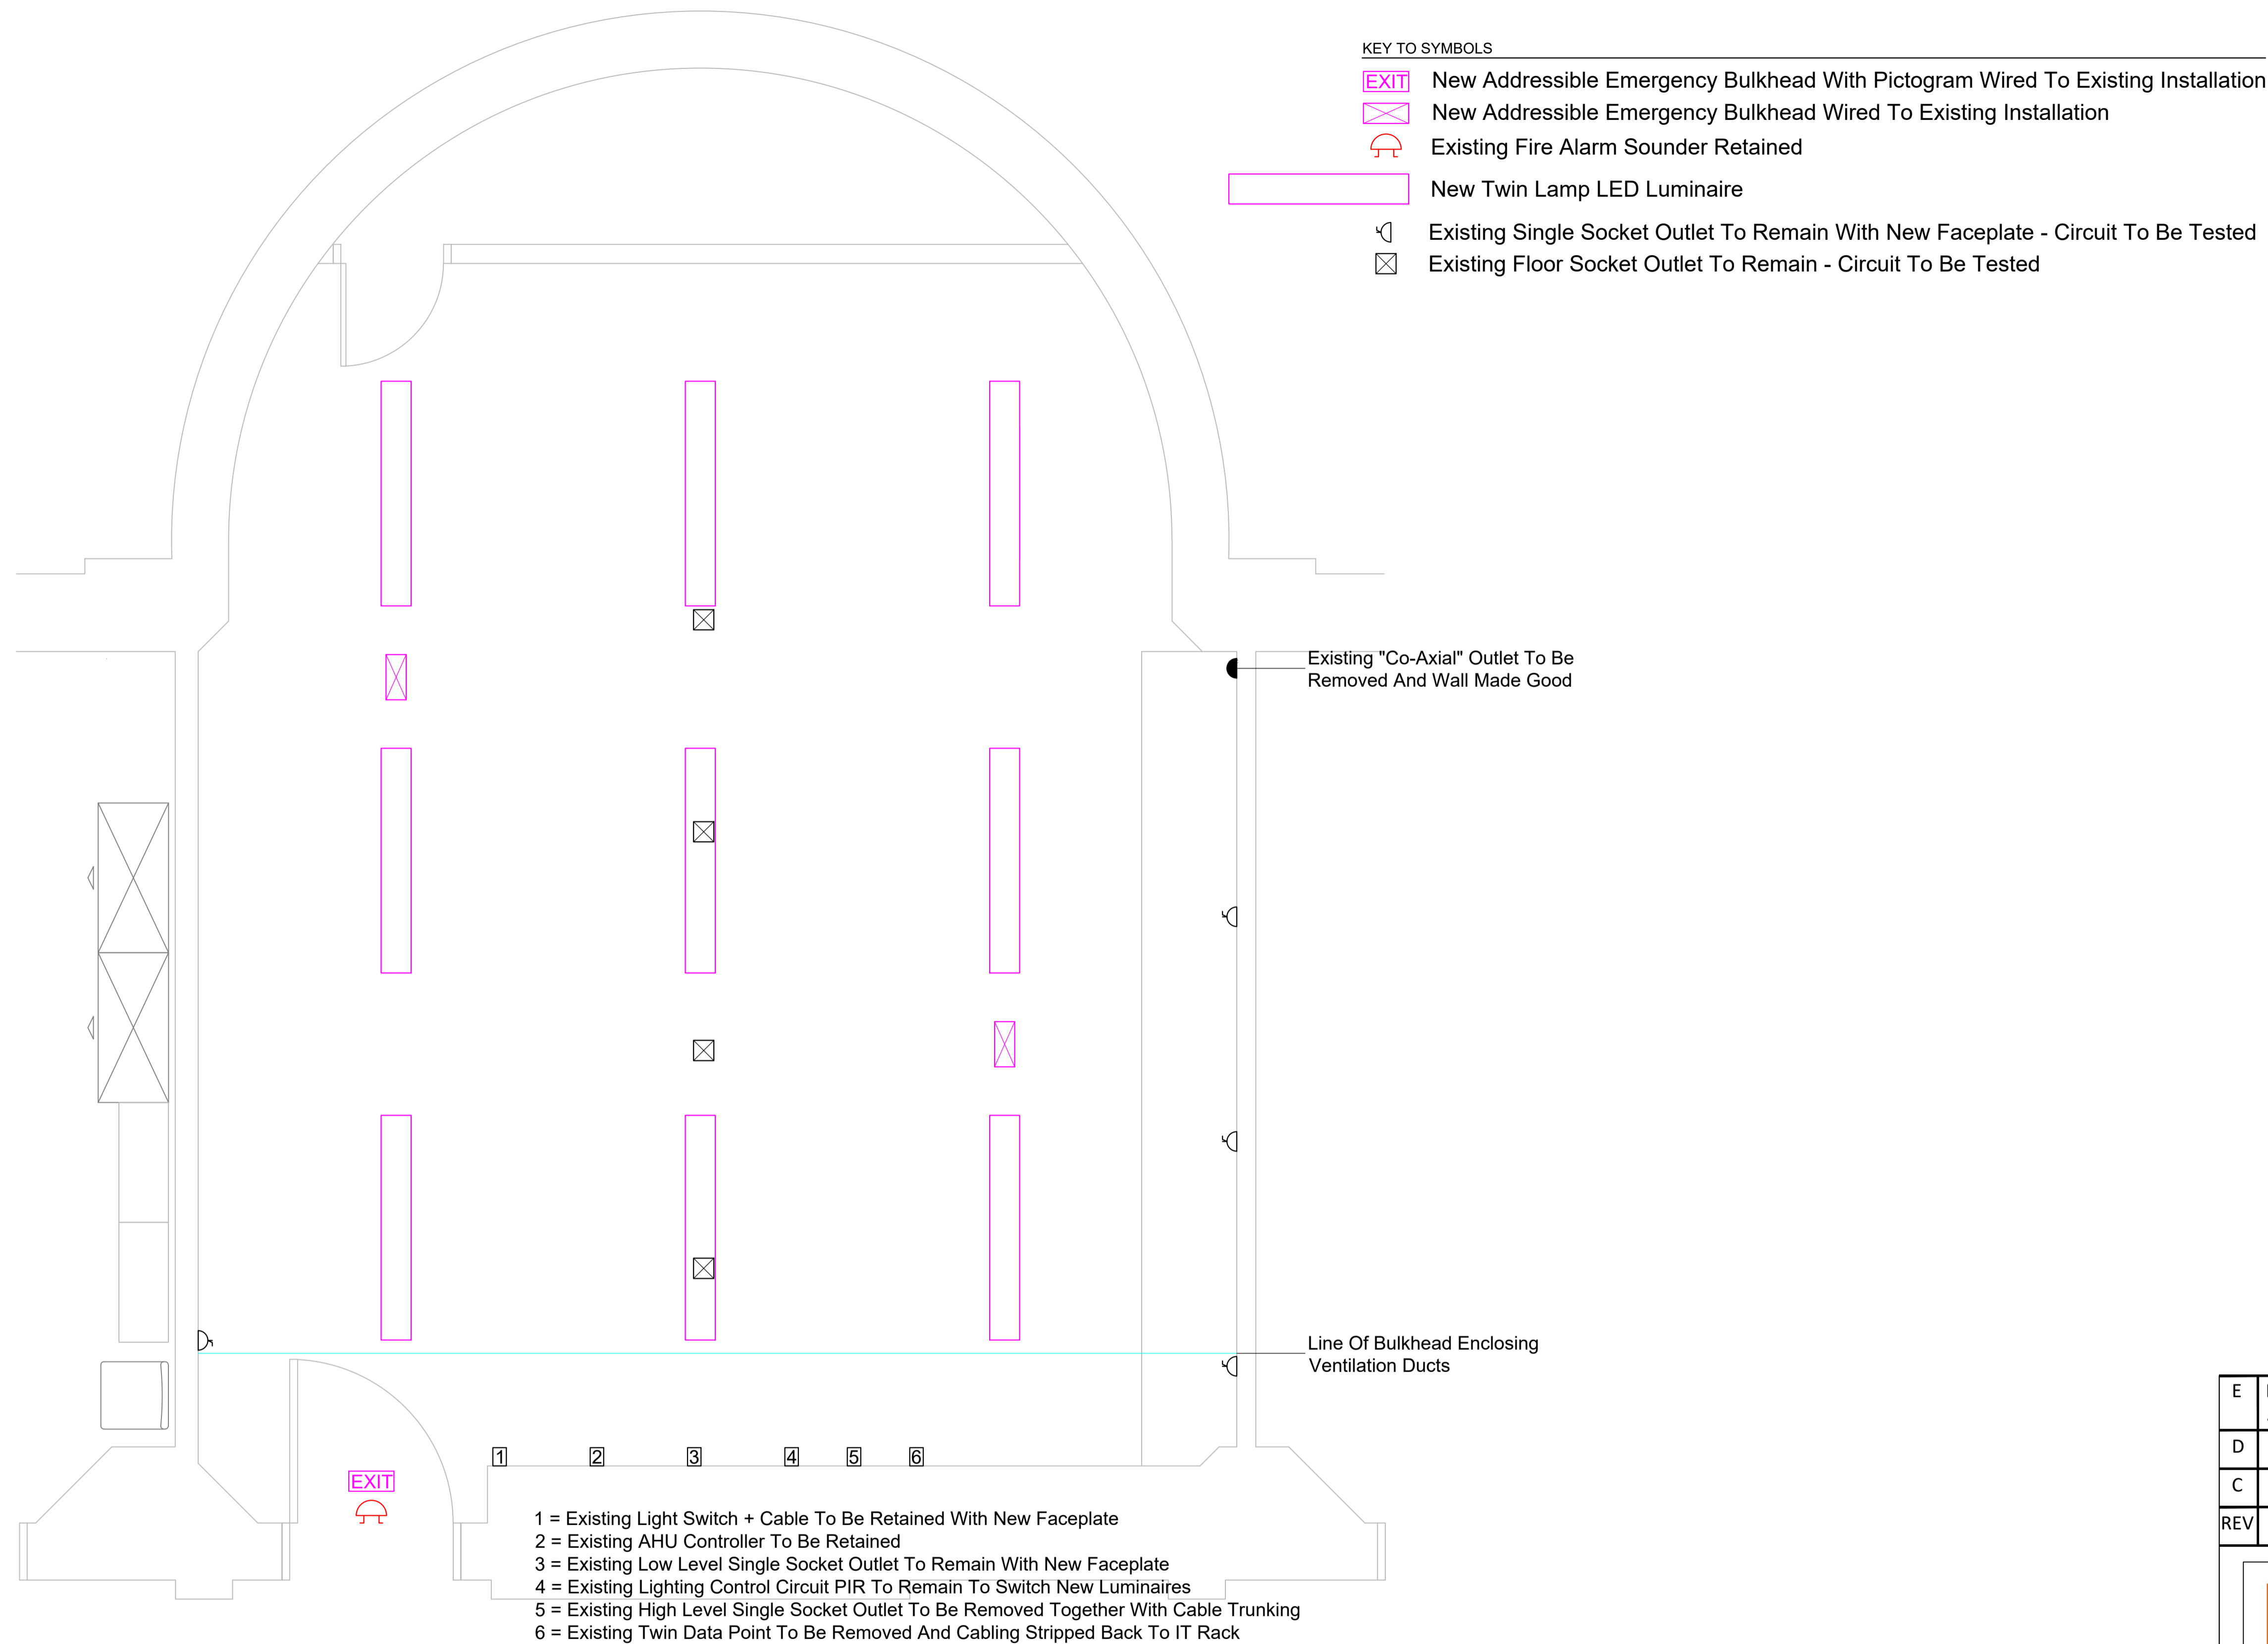 KEY TO SYMBOLS
EXIT New Addressible Emergency Bulkhead With Pictogram Wired To Existing Installation
New Addressible Emergency Bulkhead Wired To Existing Installation
Existing Fire Alarm Sounder Retained
New Twin Lamp LED Luminaire
Existing Single Socket Outlet To Remain With New Faceplate - Circuit To Be Tested
Existing Floor Socket Outlet To Remain - Circuit To Be Tested
Existing "Co-Axial" Outlet To Be
Removed And Wall Made Good
Line Of Bulkhead Enclosing
Ventilation Ducts
1 2 3 4 5 6
EXIT
1 = Existing Light Switch + Cable To Be Retained With New Faceplate
2 = Existing AHU Controller To Be Retained
3 = Existing Low Level Single Socket Outlet To Remain With New Faceplate
4 = Existing Lighting Control Circuit PIR To Remain To Switch New Luminaires
5 = Existing High Level Single Socket Outlet To Be Removed Together With Cable Trunking
6 = Existing Twin Data Point To Be Removed And Cabling Stripped Back To IT Rack
E
D
C
REV